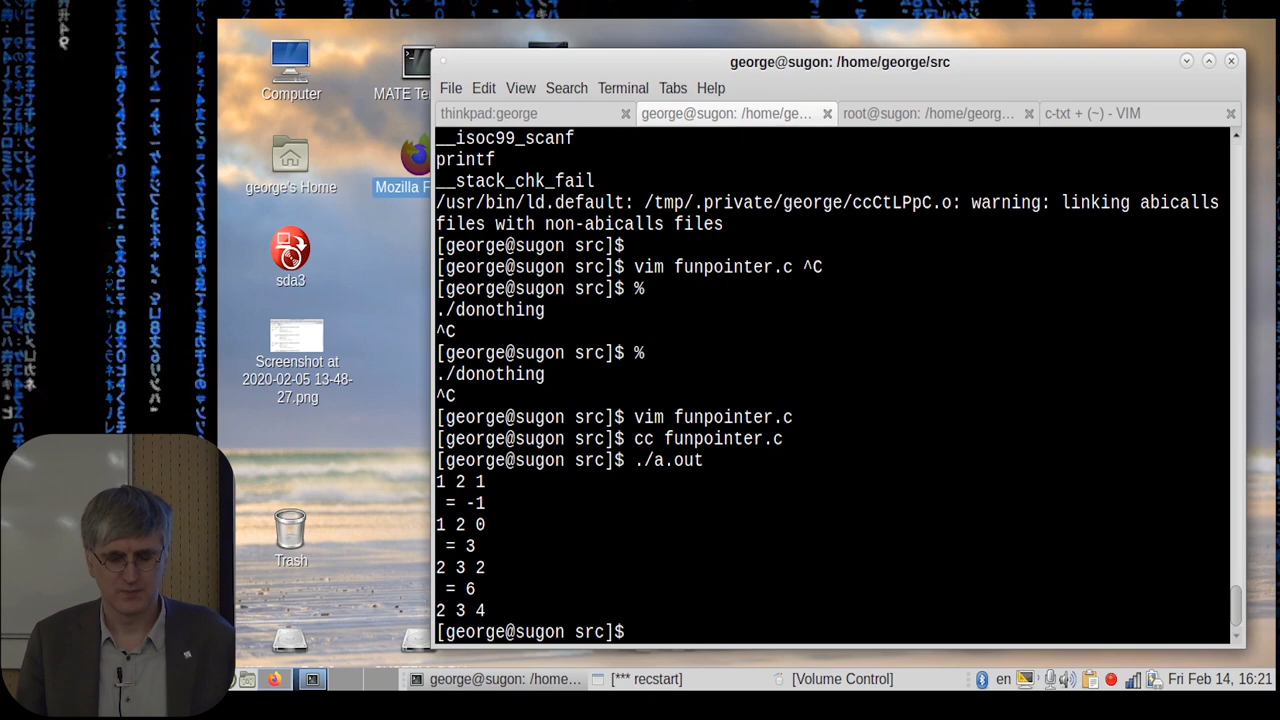 Computer
MATE Te
george's Home
Mozilla F
sda3
Screenshot at
2020-02-05 13-48-
27.png
Trash
george@sugon: /home/george/src
File Edit View Search Terminal Tabs Help
thinkpad:george
george@sugon: /home/ge...
root@sugon: /home/georg...
c-txt + (~) - VIM
__isoc99_scanf
printf
__stack_chk_fail
/usr/bin/ld.default: /tmp/.private/george/ccCtLPpC.o: warning: linking abicalls
files with non-abicalls files
[george@sugon src]$
[george@sugon src]$ vim funpointer.c ^C
[george@sugon src]$ %
./donothing
^C
[george@sugon src]$ %
./donothing
^C
[george@sugon src]$ vim funpointer.c
[george@sugon src]$ cc funpointer.c
[george@sugon src]$ ./a.out
1 2 1
= -1
1 2 0
= 3
2 3 2
= 6
2 3 4
[george@sugon src]$
george@sugon: /home...
[*** recstart]
[Volume Control]
en
Fri Feb 14, 16:21